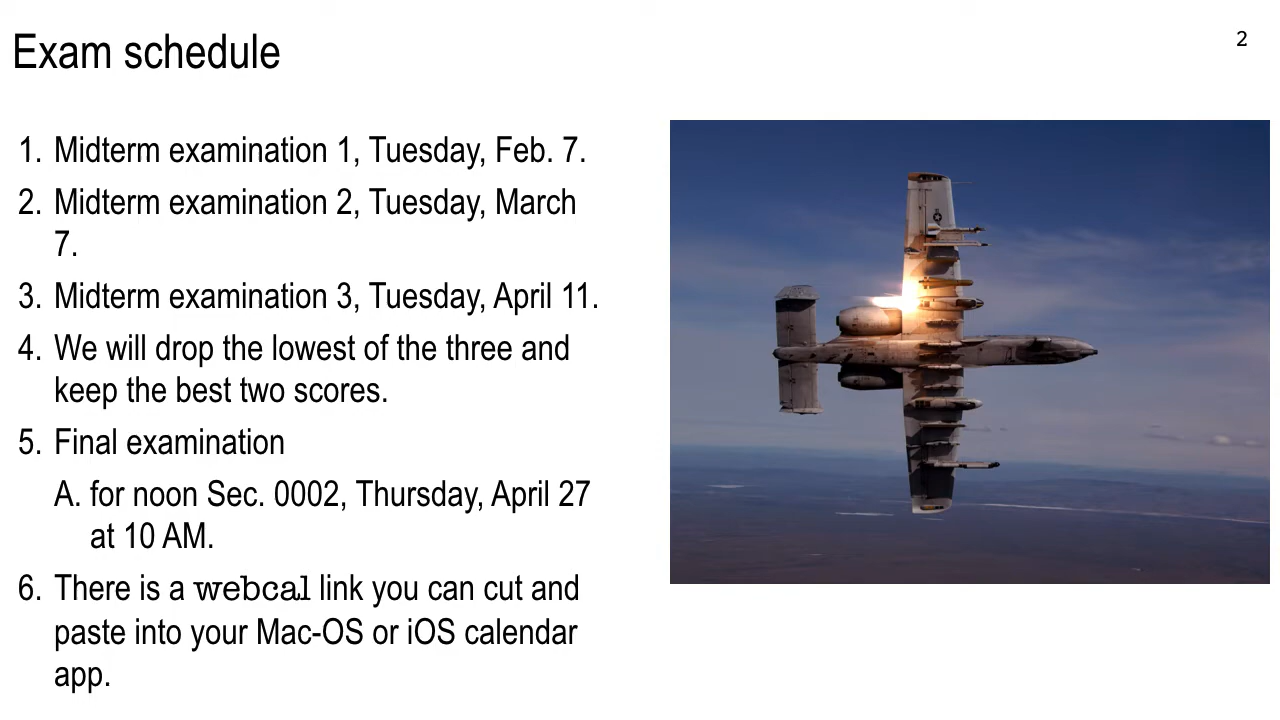 Exam schedule
2
1. Midterm examination 1, Tuesday, Feb. 7.
2. Midterm examination 2, Tuesday, March
7.
3. Midterm examination 3, Tuesday, April 11.
4. We will drop the lowest of the three and
keep the best two scores.
5. Final examination
A. for noon Sec. 0002, Thursday, April 27
at 10 AM.
6. There is a webcal link you can cut and
paste into your Mac-OS or iOS calendar
app.